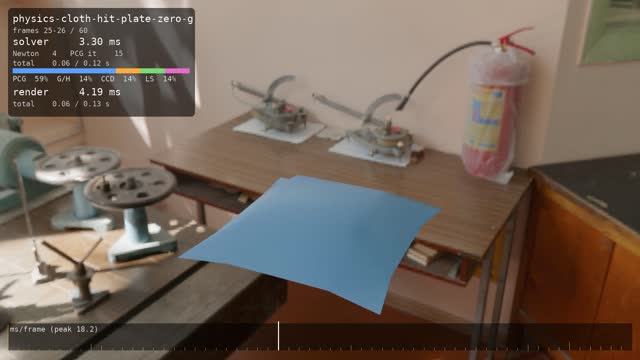 physics-cloth-hit-plate-zero-g
frames 25-26 / 60
solver 3.30 ms
Newton 4 PCG it 15
total 0.06 / 0.12 s
PCG 59% G/H 14% CCD 14% LS 14%
render 4.19 ms
total 0.06 / 0.13 s
ms/frame (peak 18.2)